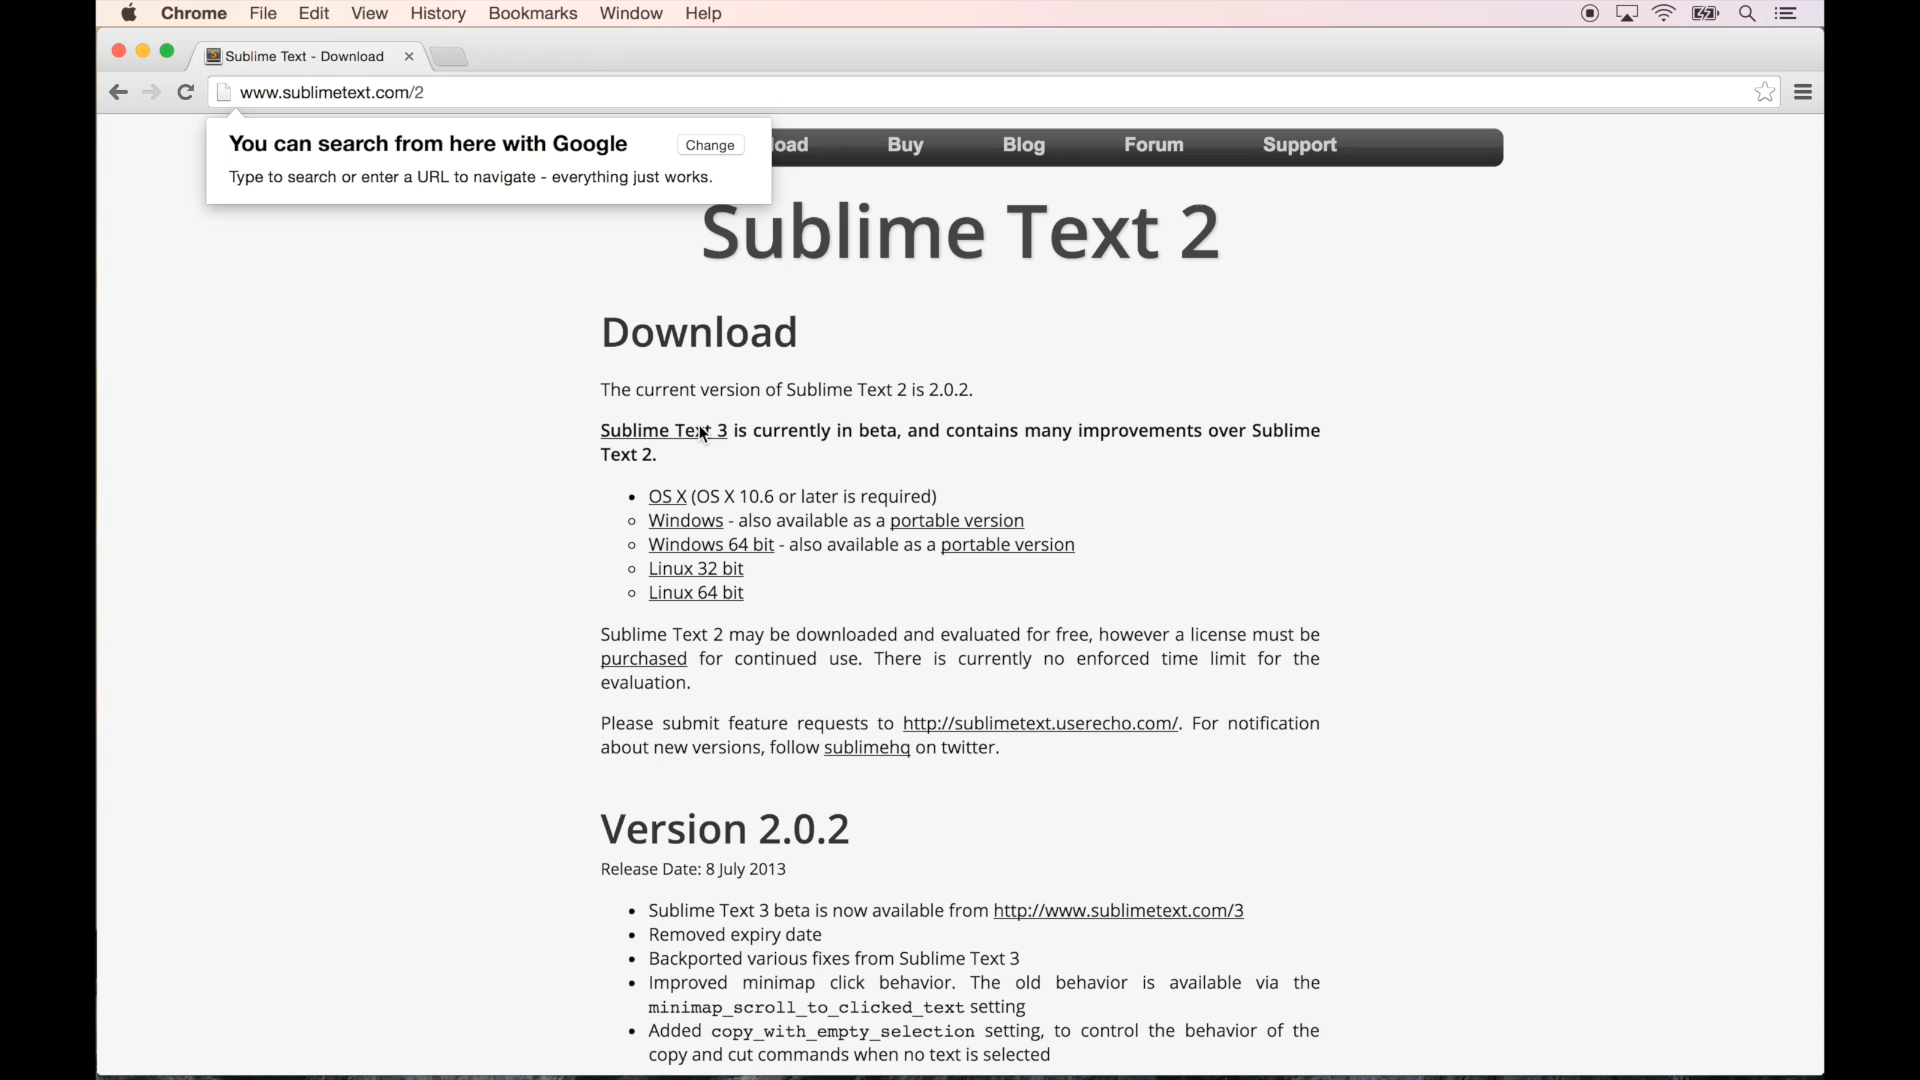 Chrome File Edit View History Bookmarks Window Help
Sublime Text - Download
www.sublimetext.com/2
You can search from here with Google Change
Type to search or enter a URL to navigate - everything just works.
Buy Blog Forum Support
Sublime Text 2
Download
The current version of Sublime Text 2 is 2.0.2.
Sublime Text 3 is currently in beta, and contains many improvements over Sublime
Text 2.
• OS X (OS X 10.6 or later is required)
◦ Windows - also available as a portable version
◦ Windows 64 bit - also available as a portable version
◦ Linux 32 bit
◦ Linux 64 bit
Sublime Text 2 may be downloaded and evaluated for free, however a license must be
purchased for continued use. There is currently no enforced time limit for the
evaluation.
Please submit feature requests to http://sublimetext.userecho.com/. For notification
about new versions, follow sublimehq on twitter.
Version 2.0.2
Release Date: 8 July 2013
• Sublime Text 3 beta is now available from http://www.sublimetext.com/3
• Removed expiry date
• Backported various fixes from Sublime Text 3
• Improved minimap click behavior. The old behavior is available via the
minimap_scroll_to_clicked_text setting
• Added copy_with_empty_selection setting, to control the behavior of the
copy and cut commands when no text is selected